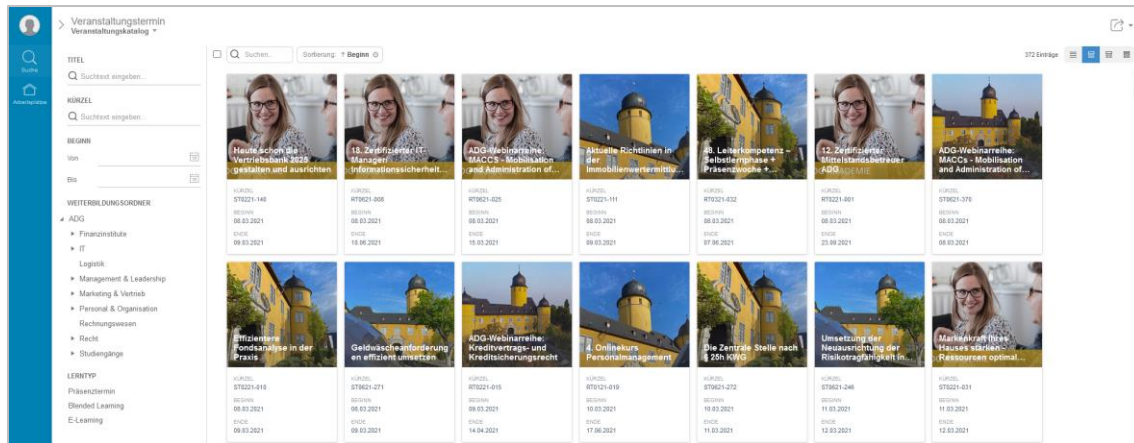 Veranstaltungstermin
Veranstaltungskatalog
Suche
Arbeitsplätze
TITEL
Suchtext eingeben...
KÜRZEL
Suchtext eingeben...
BEGINN
Von
Bis
WEITERBILDUNGSORDNER
ADG
Finanzinstitute
IT
Logistik
Management & Leadership
Marketing & Vertrieb
Personal & Organisation
Rechnungswesen
Recht
Studiengänge
LERNTYP
Präsenztermin
Blended Learning
E-Learning
Suchen...
Sortierung: ↑ Beginn
372 Einträge
Heute schon die
Vertriebsbank 2025
gestalten und ausrichten
KÜRZEL
ST0221-140
BEGINN
08.03.2021
ENDE
09.03.2021
18. Zertifizierter IT-
Manager/
Informationssicherheit...
KÜRZEL
RT0621-008
BEGINN
08.03.2021
ENDE
10.06.2021
ADG-Webinarreihe:
MACCs - Mobilisation
and Administration of...
KÜRZEL
RT0621-025
BEGINN
08.03.2021
ENDE
15.03.2021
Aktuelle Richtlinien in
der
Immobilienwertermittlu...
KÜRZEL
ST0221-111
BEGINN
08.03.2021
ENDE
09.03.2021
48. Leiterkompetenz –
Selbstlernphase +
Präsenzwoche +...
KÜRZEL
RT0321-032
BEGINN
08.03.2021
ENDE
07.06.2021
12. Zertifizierter
Mittelstandsbetreuer
ADG
KÜRZEL
RT0221-001
BEGINN
08.03.2021
ENDE
23.09.2021
ADG-Webinarreihe:
MACCs - Mobilisation
and Administration of...
KÜRZEL
ST0621-370
BEGINN
08.03.2021
ENDE
08.03.2021
Effizientere
Fondsanalyse in der
Praxis
KÜRZEL
ST0221-010
BEGINN
08.03.2021
ENDE
09.03.2021
Geldwäscheanforderung
en effizient umsetzen
KÜRZEL
ST0621-271
BEGINN
08.03.2021
ENDE
09.03.2021
ADG-Webinarreihe:
Kreditvertrags- und
Kreditsicherungsrecht
KÜRZEL
RT0221-015
BEGINN
09.03.2021
ENDE
14.04.2021
4. Onlinekurs
Personalmanagement
KÜRZEL
RT0121-019
BEGINN
10.03.2021
ENDE
17.06.2021
Die Zentrale Stelle nach
§ 25h KWG
KÜRZEL
ST0621-272
BEGINN
10.03.2021
ENDE
11.03.2021
Umsetzung der
Neuausrichtung der
Risikotragfähigkeit in...
KÜRZEL
ST0621-246
BEGINN
11.03.2021
ENDE
12.03.2021
Markenkraft Ihres
Hauses stärken -
Ressourcen optimal...
KÜRZEL
ST0221-031
BEGINN
11.03.2021
ENDE
12.03.2021